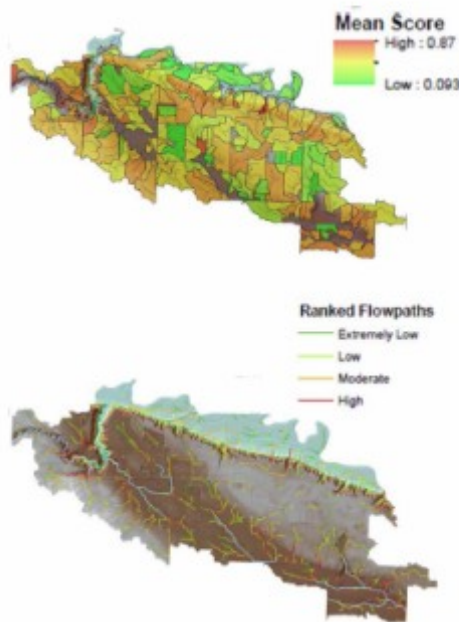 Mean Score
High : 0.87
Low : 0.093
Ranked Flowpaths
Extremely Low
Low
Moderate
High